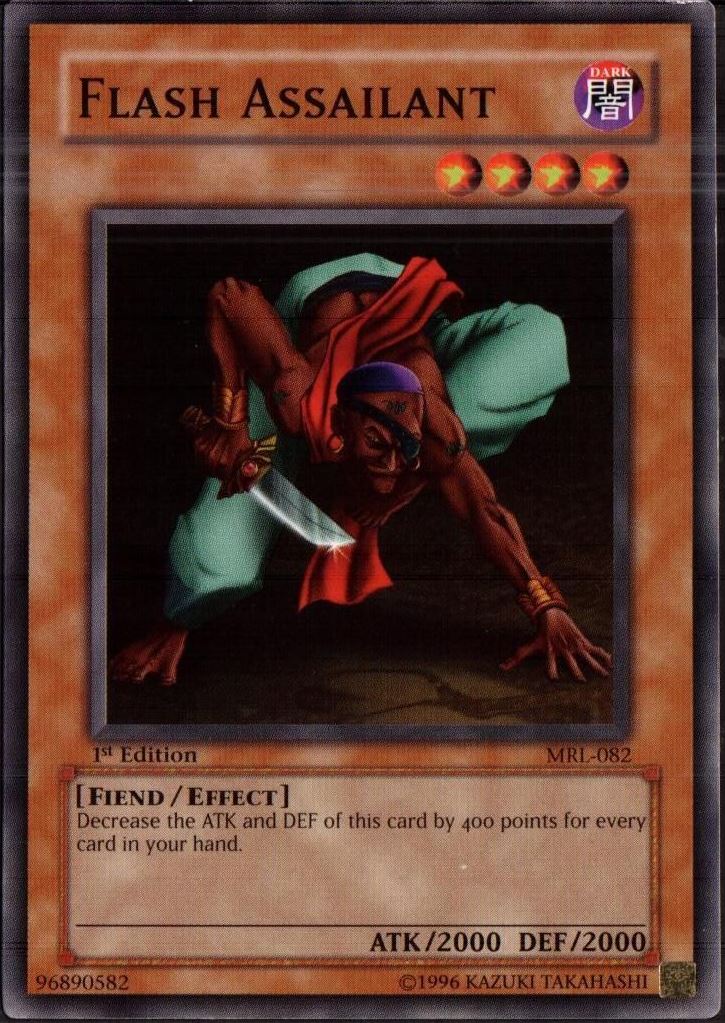 FLASH ASSAILANT
DARK
闇
1st Edition
MRL-082
[FIEND/EFFECT]
Decrease the ATK and DEF of this card by 400 points for every
card in your hand.
ATK/2000 DEF/2000
96890582
©1996 KAZUKI TAKAHASHI